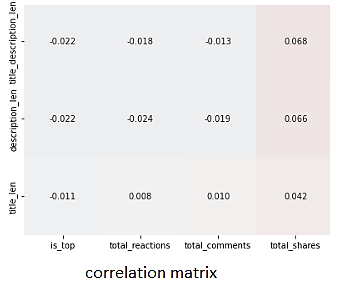 title_description_len
-0.022 -0.018 -0.013 0.068
description_len
-0.022 -0.024 -0.019 0.066
title_len
-0.011 0.008 0.010 0.042
is_top total_reactions total_comments total_shares
correlation matrix